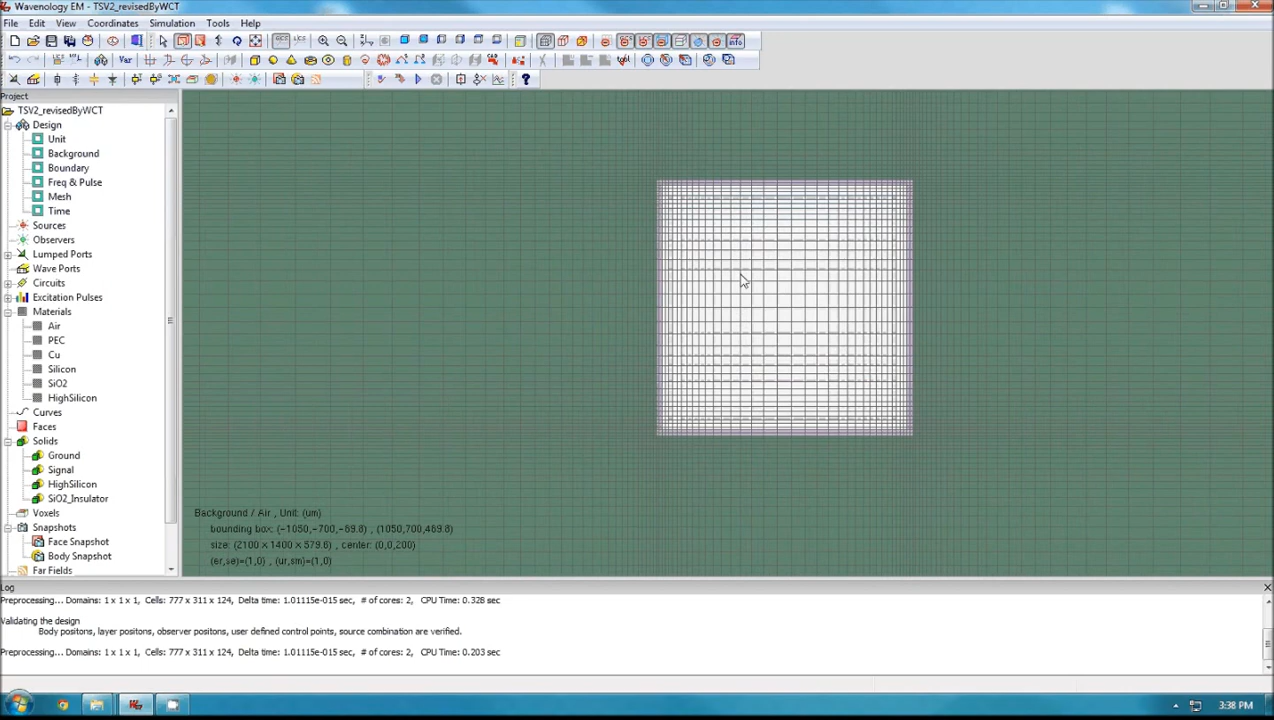 Wavenology EM - TSV2_revisedByWCT
File Edit View Coordinates Simulation Tools Help
Var
info
Project
TSV2_revisedByWCT
Design
Unit
Background
Boundary
Freq & Pulse
Mesh
Time
Sources
Observers
Lumped Ports
Wave Ports
Circuits
Excitation Pulses
Materials
Air
PEC
Cu
Silicon
SiO2
HighSilicon
Curves
Faces
Solids
Ground
Signal
HighSilicon
SiO2_Insulator
Voxels
Snapshots
Face Snapshot
Body Snapshot
Far Fields
Background / Air , Unit: (um)
bounding box: (-1050,-700,-69.8) , (1050,700,469.8)
size: (2100 x 1400 x 579.6) , center: (0,0,200)
(er,se)=(1,0) , (ur,sm)=(1,0)
Log
Preprocessing... Domains: 1 x 1 x 1, Cells: 777 x 311 x 124, Delta time: 1.01115e-015 sec, # of cores: 2, CPU Time: 0.328 sec
Validating the design
Body positons, layer positons, observer positons, user defined control points, source combination are verified.
Preprocessing... Domains: 1 x 1 x 1, Cells: 777 x 311 x 124, Delta time: 1.01115e-015 sec, # of cores: 2, CPU Time: 0.203 sec
3:38 PM